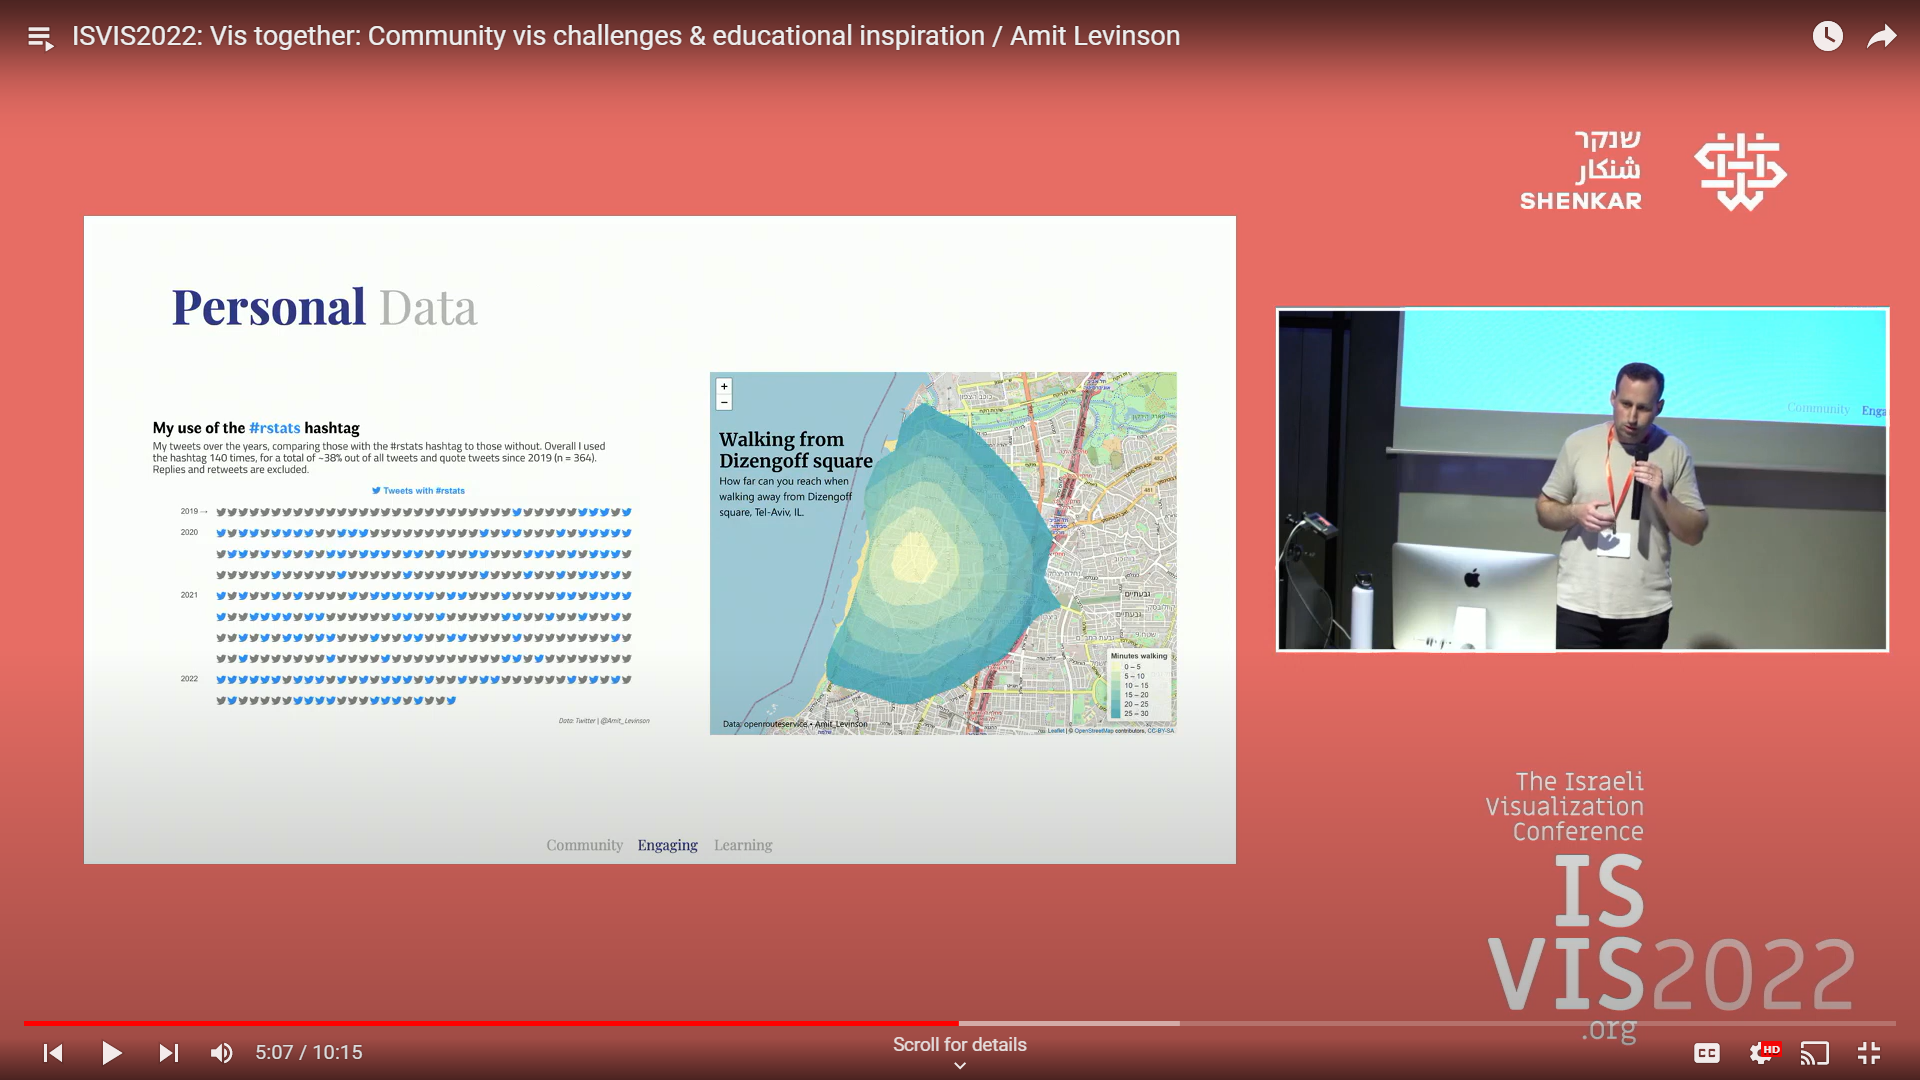 ISVIS2022: Vis together: Community vis challenges & educational inspiration / Amit Levinson
שנקר
شنكار
SHENKAR
Personal Data
My use of the #rstats hashtag
My tweets over the years, comparing those with the #rstats hashtag to those without. Overall I used
the hashtag 140 times, for a total of ~38% out of all tweets and quote tweets since 2019 (n = 364).
Replies and retweets are excluded.
Tweets with #rstats
2019→
2020
2021
2022
Data: Twitter | @Amit_Levinson
+
−
Walking from
Dizengoff square
How far can you reach when
walking away from Dizengoff
square, Tel-Aviv, IL.
482
481
גבעתיים
Minutes walking
0 – 5
5 – 10
10 – 15
15 – 20
20 – 25
25 – 30
Data: openrouteservice • Amit_Levinson
Leaflet | © OpenStreetMap contributors, CC-BY-SA
Community Engaging Learning
Community Enga
The Israeli
Visualization
Conference
IS
VIS2022
.org
5:07 / 10:15
Scroll for details
CC
HD